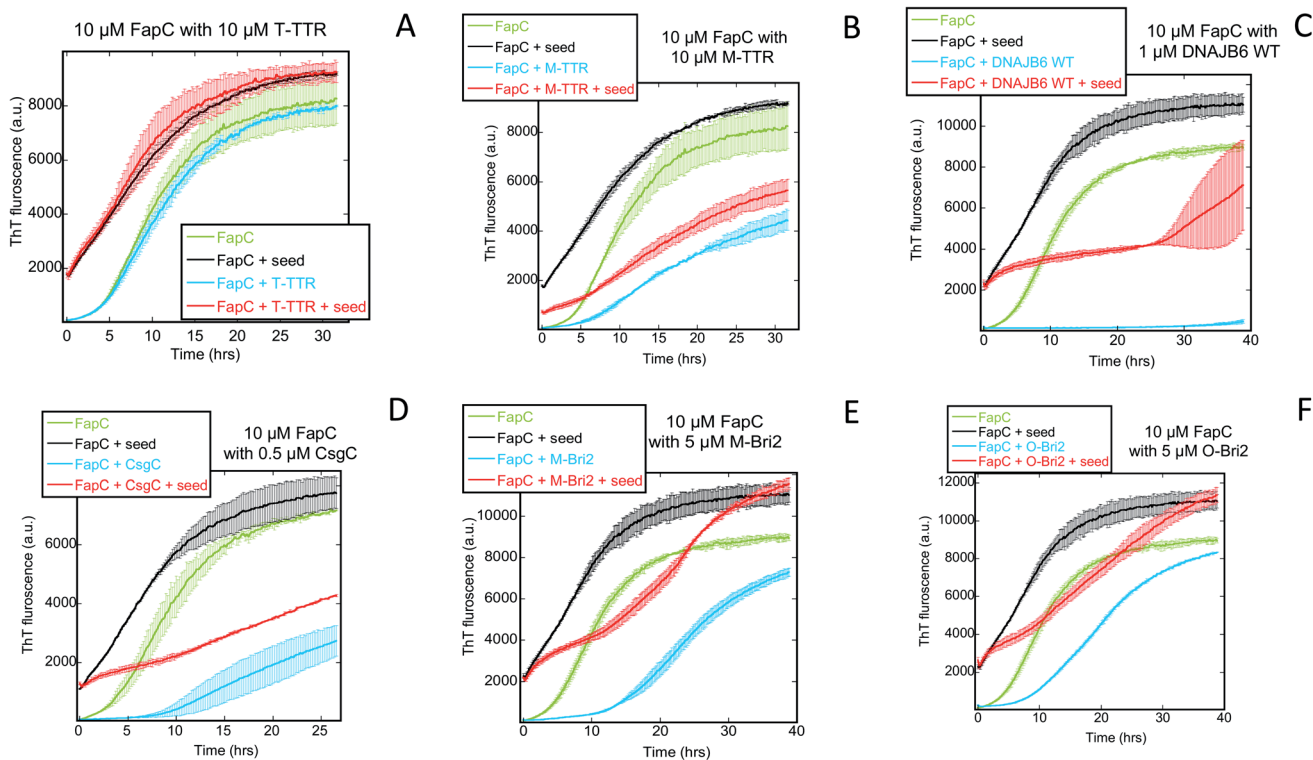 10 µM FapC with 10 µM T-TTR
A
ThT fluroscence (a.u.)
8000
6000
4000
2000
FapC
FapC + seed
FapC + T-TTR
FapC + T-TTR + seed
0 5 10 15 20 25 30
Time (hrs)
FapC
FapC + seed
FapC + M-TTR
FapC + M-TTR + seed
10 µM FapC with
10 µM M-TTR
B
ThT fluroscence (a.u.)
8000
6000
4000
2000
0 5 10 15 20 25 30
Time (hrs)
FapC
FapC + seed
FapC + DNAJB6 WT
FapC + DNAJB6 WT + seed
10 µM FapC with
1 µM DNAJB6 WT
C
ThT fluroscence (a.u.)
10000
8000
6000
4000
2000
0 10 20 30 40
Time (hrs)
FapC
FapC + seed
FapC + CsgC
FapC + CsgC + seed
10 µM FapC
with 0.5 µM CsgC
D
ThT fluroscence (a.u.)
6000
4000
2000
0 5 10 15 20 25
Time (hrs)
FapC
FapC + seed
FapC + M-Bri2
FapC + M-Bri2 + seed
10 µM FapC
with 5 µM M-Bri2
E
ThT fluroscence (a.u.)
10000
8000
6000
4000
2000
0 10 20 30 40
Time (hrs)
FapC
FapC + seed
FapC + O-Bri2
FapC + O-Bri2 + seed
10 µM FapC
with 5 µM O-Bri2
F
ThT fluroscence (a.u.)
12000
10000
8000
6000
4000
2000
0 10 20 30 40
Time (hrs)